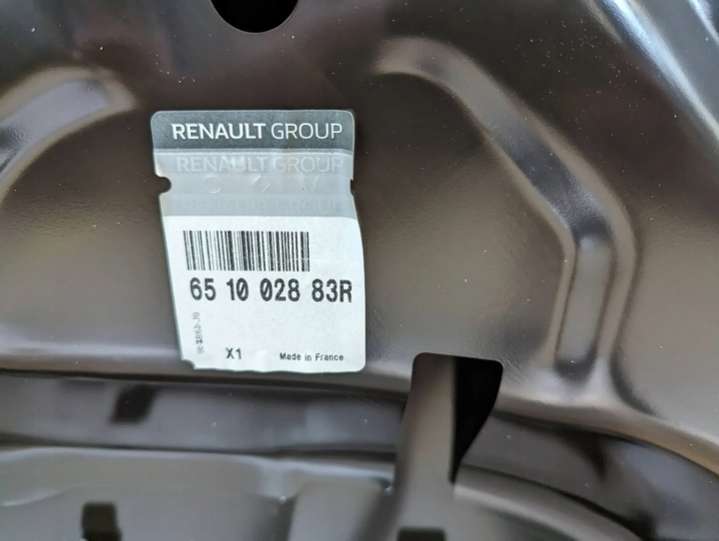 RENAULT GROUP
RENAULT GROUP
65 10 028 83R
X1
Made in France